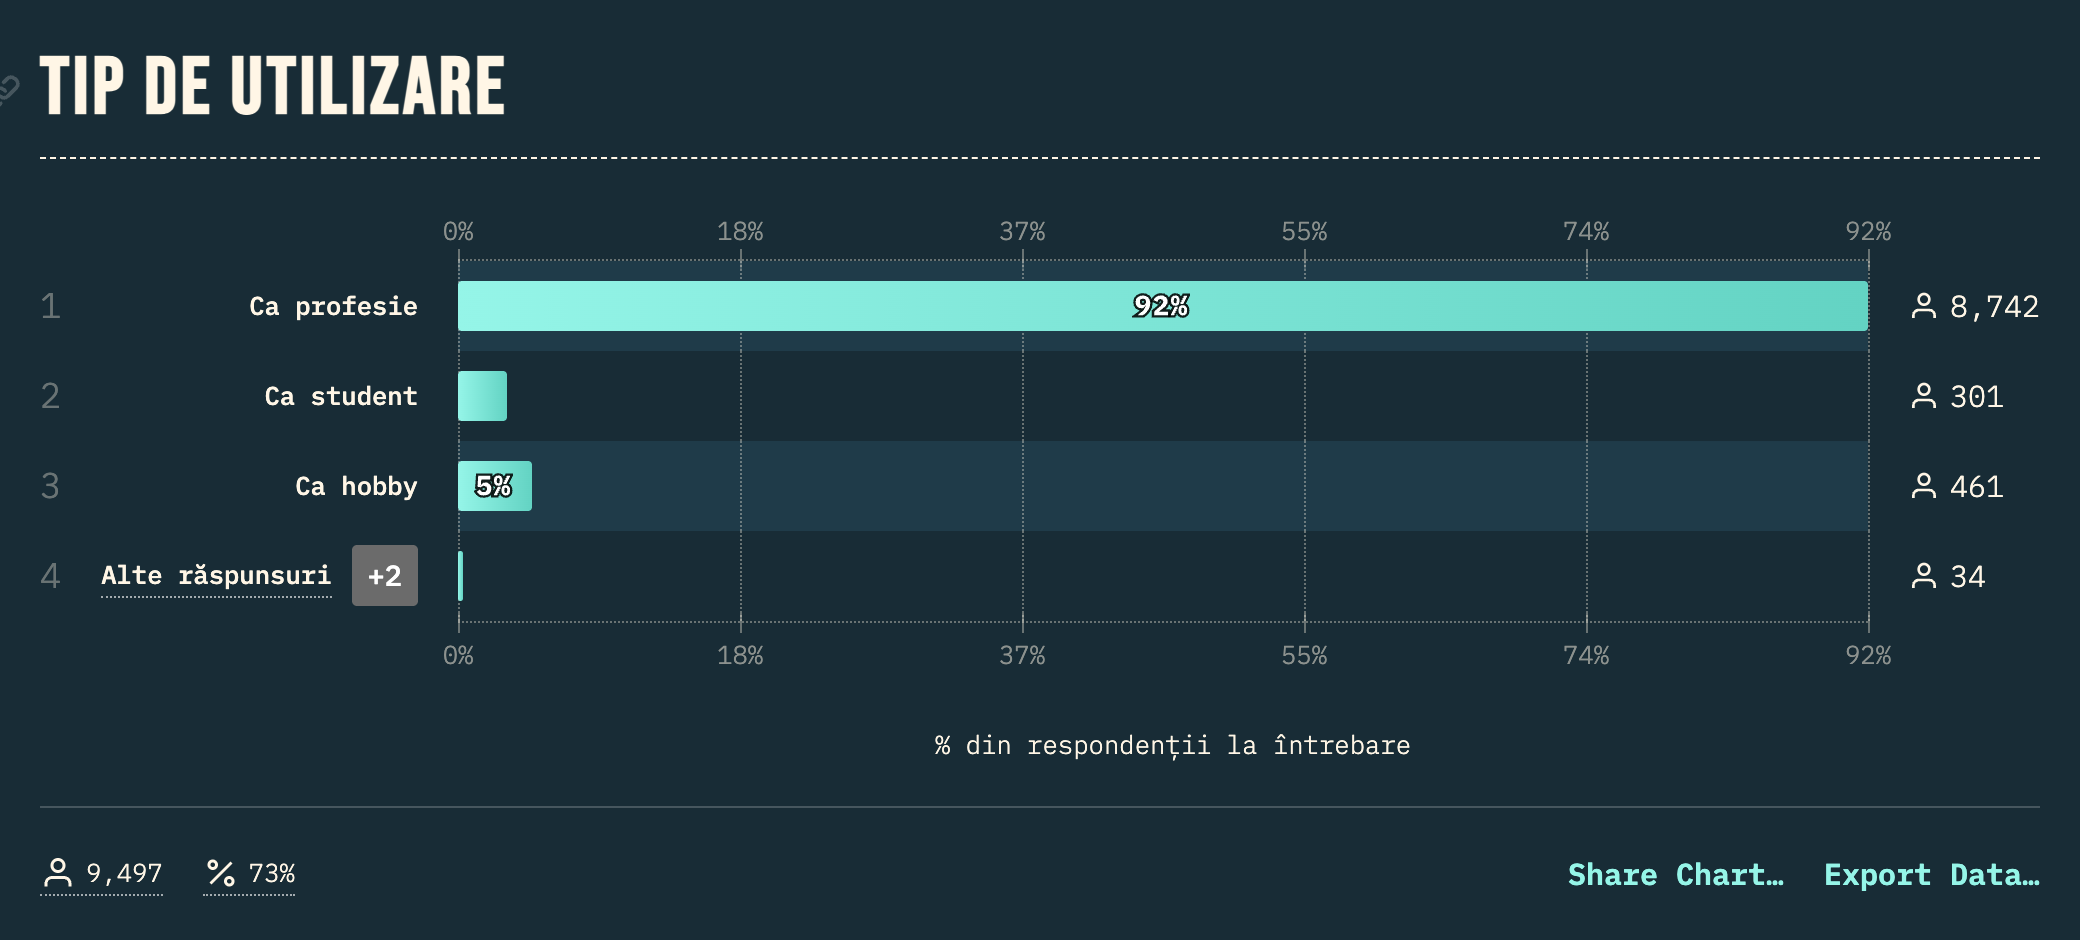 TIP DE UTILIZARE
0% 18% 37% 55% 74% 92%
1 Ca profesie 92% 8,742
2 Ca student 301
3 Ca hobby 5% 461
4 Alte răspunsuri +2 34
0% 18% 37% 55% 74% 92%
% din respondenții la întrebare
9,497 73% Share Chart… Export Data…